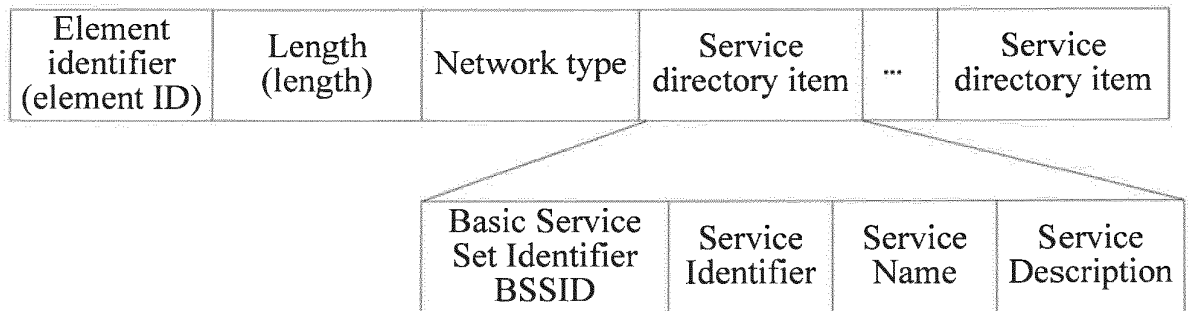 Element
identifier
(element ID)
Length
(length)
Network type
Service
directory item
...
Service
directory item
Basic Service
Set Identifier
BSSID
Service
Identifier
Service
Name
Service
Description